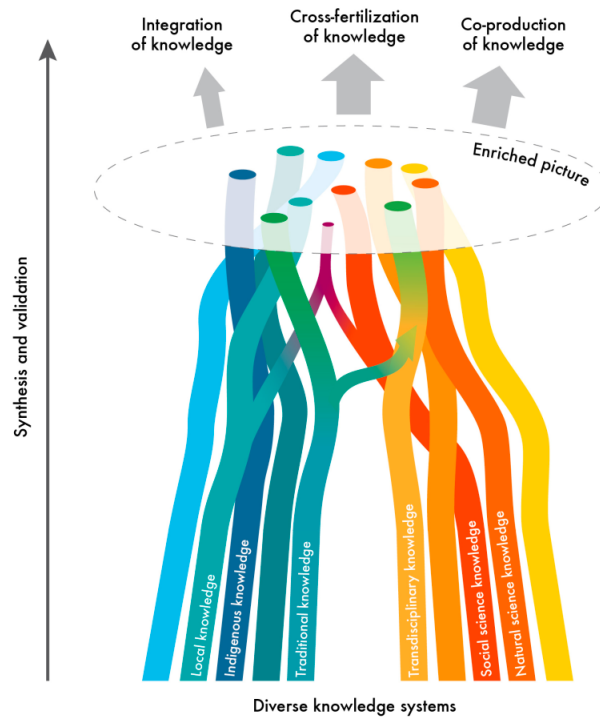 Integration
of knowledge
Cross-fertilization
of knowledge
Co-production
of knowledge
Enriched picture
Synthesis and validation
Local knowledge
Indigenous knowledge
Traditional knowledge
Transdisciplinary knowledge
Social science knowledge
Natural science knowledge
Diverse knowledge systems